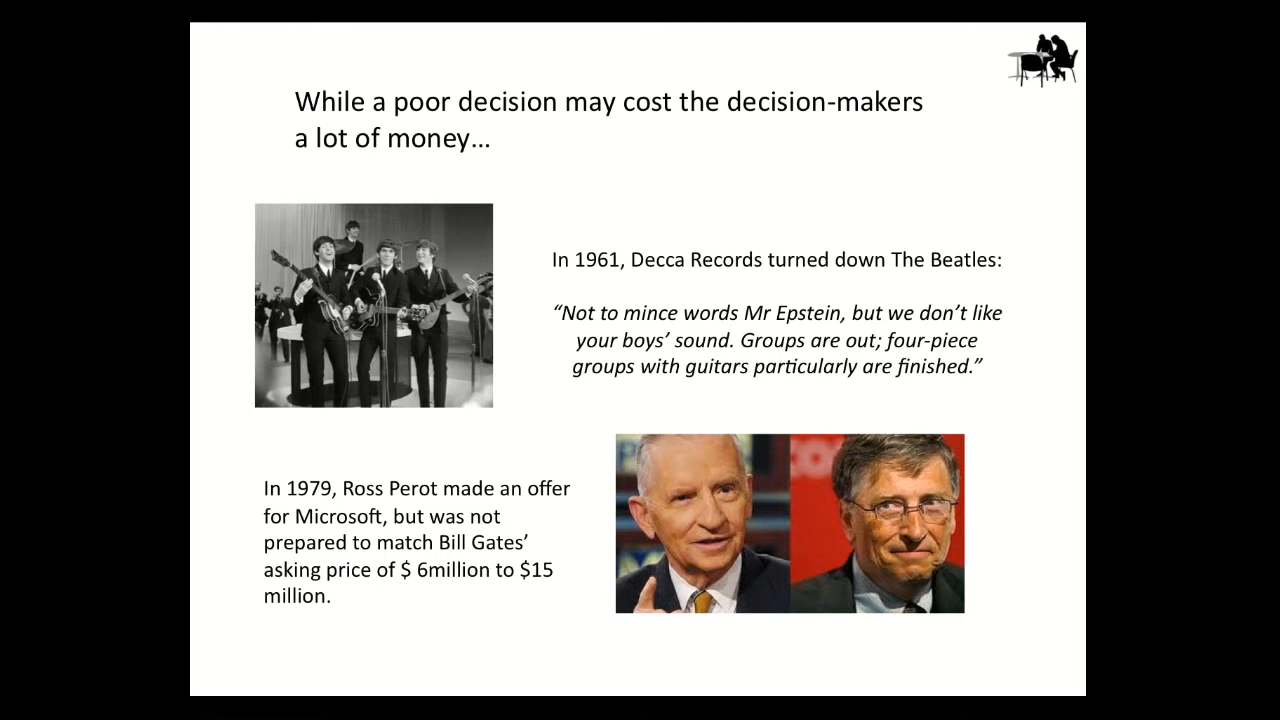 While a poor decision may cost the decision-makers
a lot of money…
In 1961, Decca Records turned down The Beatles:
“Not to mince words Mr Epstein, but we don’t like
your boys’ sound. Groups are out; four-piece
groups with guitars particularly are finished.”
In 1979, Ross Perot made an offer
for Microsoft, but was not
prepared to match Bill Gates’
asking price of $ 6million to $15
million.